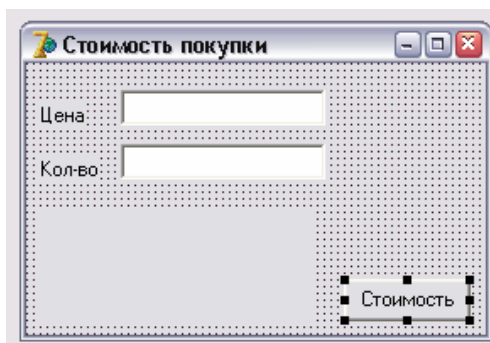 Стоимость покупки
Цена
Кол-во
Стоимость